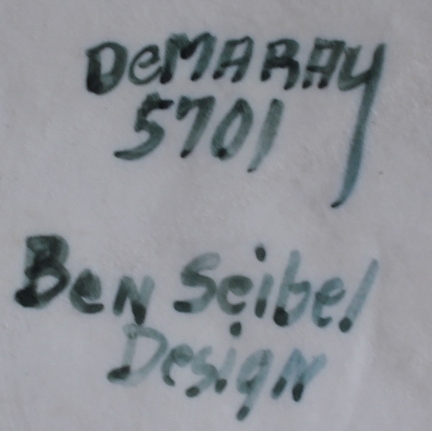 DeMARAY
5701
Ben Seibel
Design